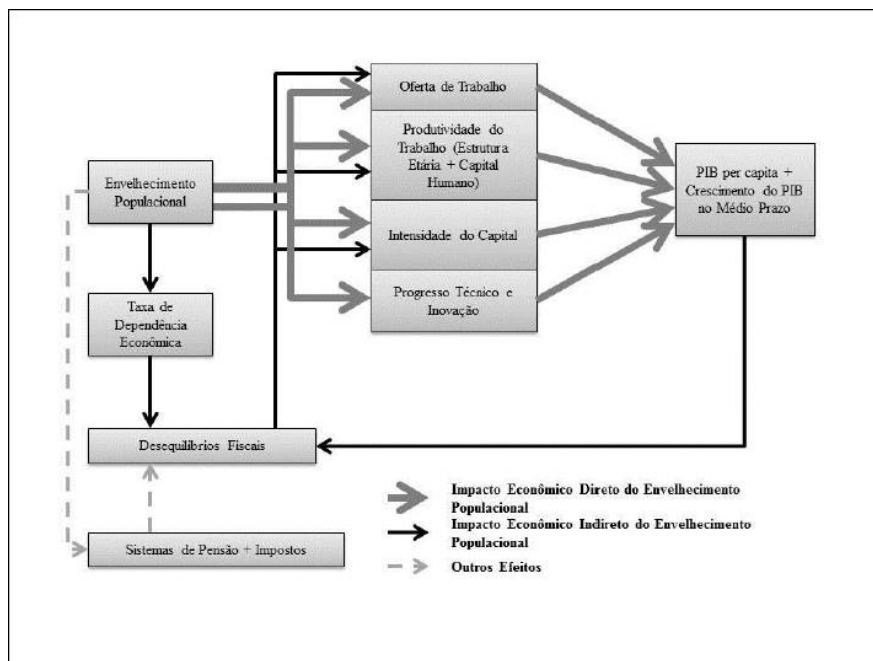 Oferta de Trabalho
Produtividade do
Trabalho (Estrutura
Etária + Capital
Humano)
Intensidade do Capital
Progresso Técnico e
Inovação
Envelhecimento
Populacional
Taxa de
Dependência
Econômica
Desequilíbrios Fiscais
Sistemas de Pensão + Impostos
PIB per capita +
Crescimento do PIB
no Médio Prazo
Impacto Econômico Direto do Envelhecimento
Populacional
Impacto Econômico Indireto do Envelhecimento
Populacional
Outros Efeitos